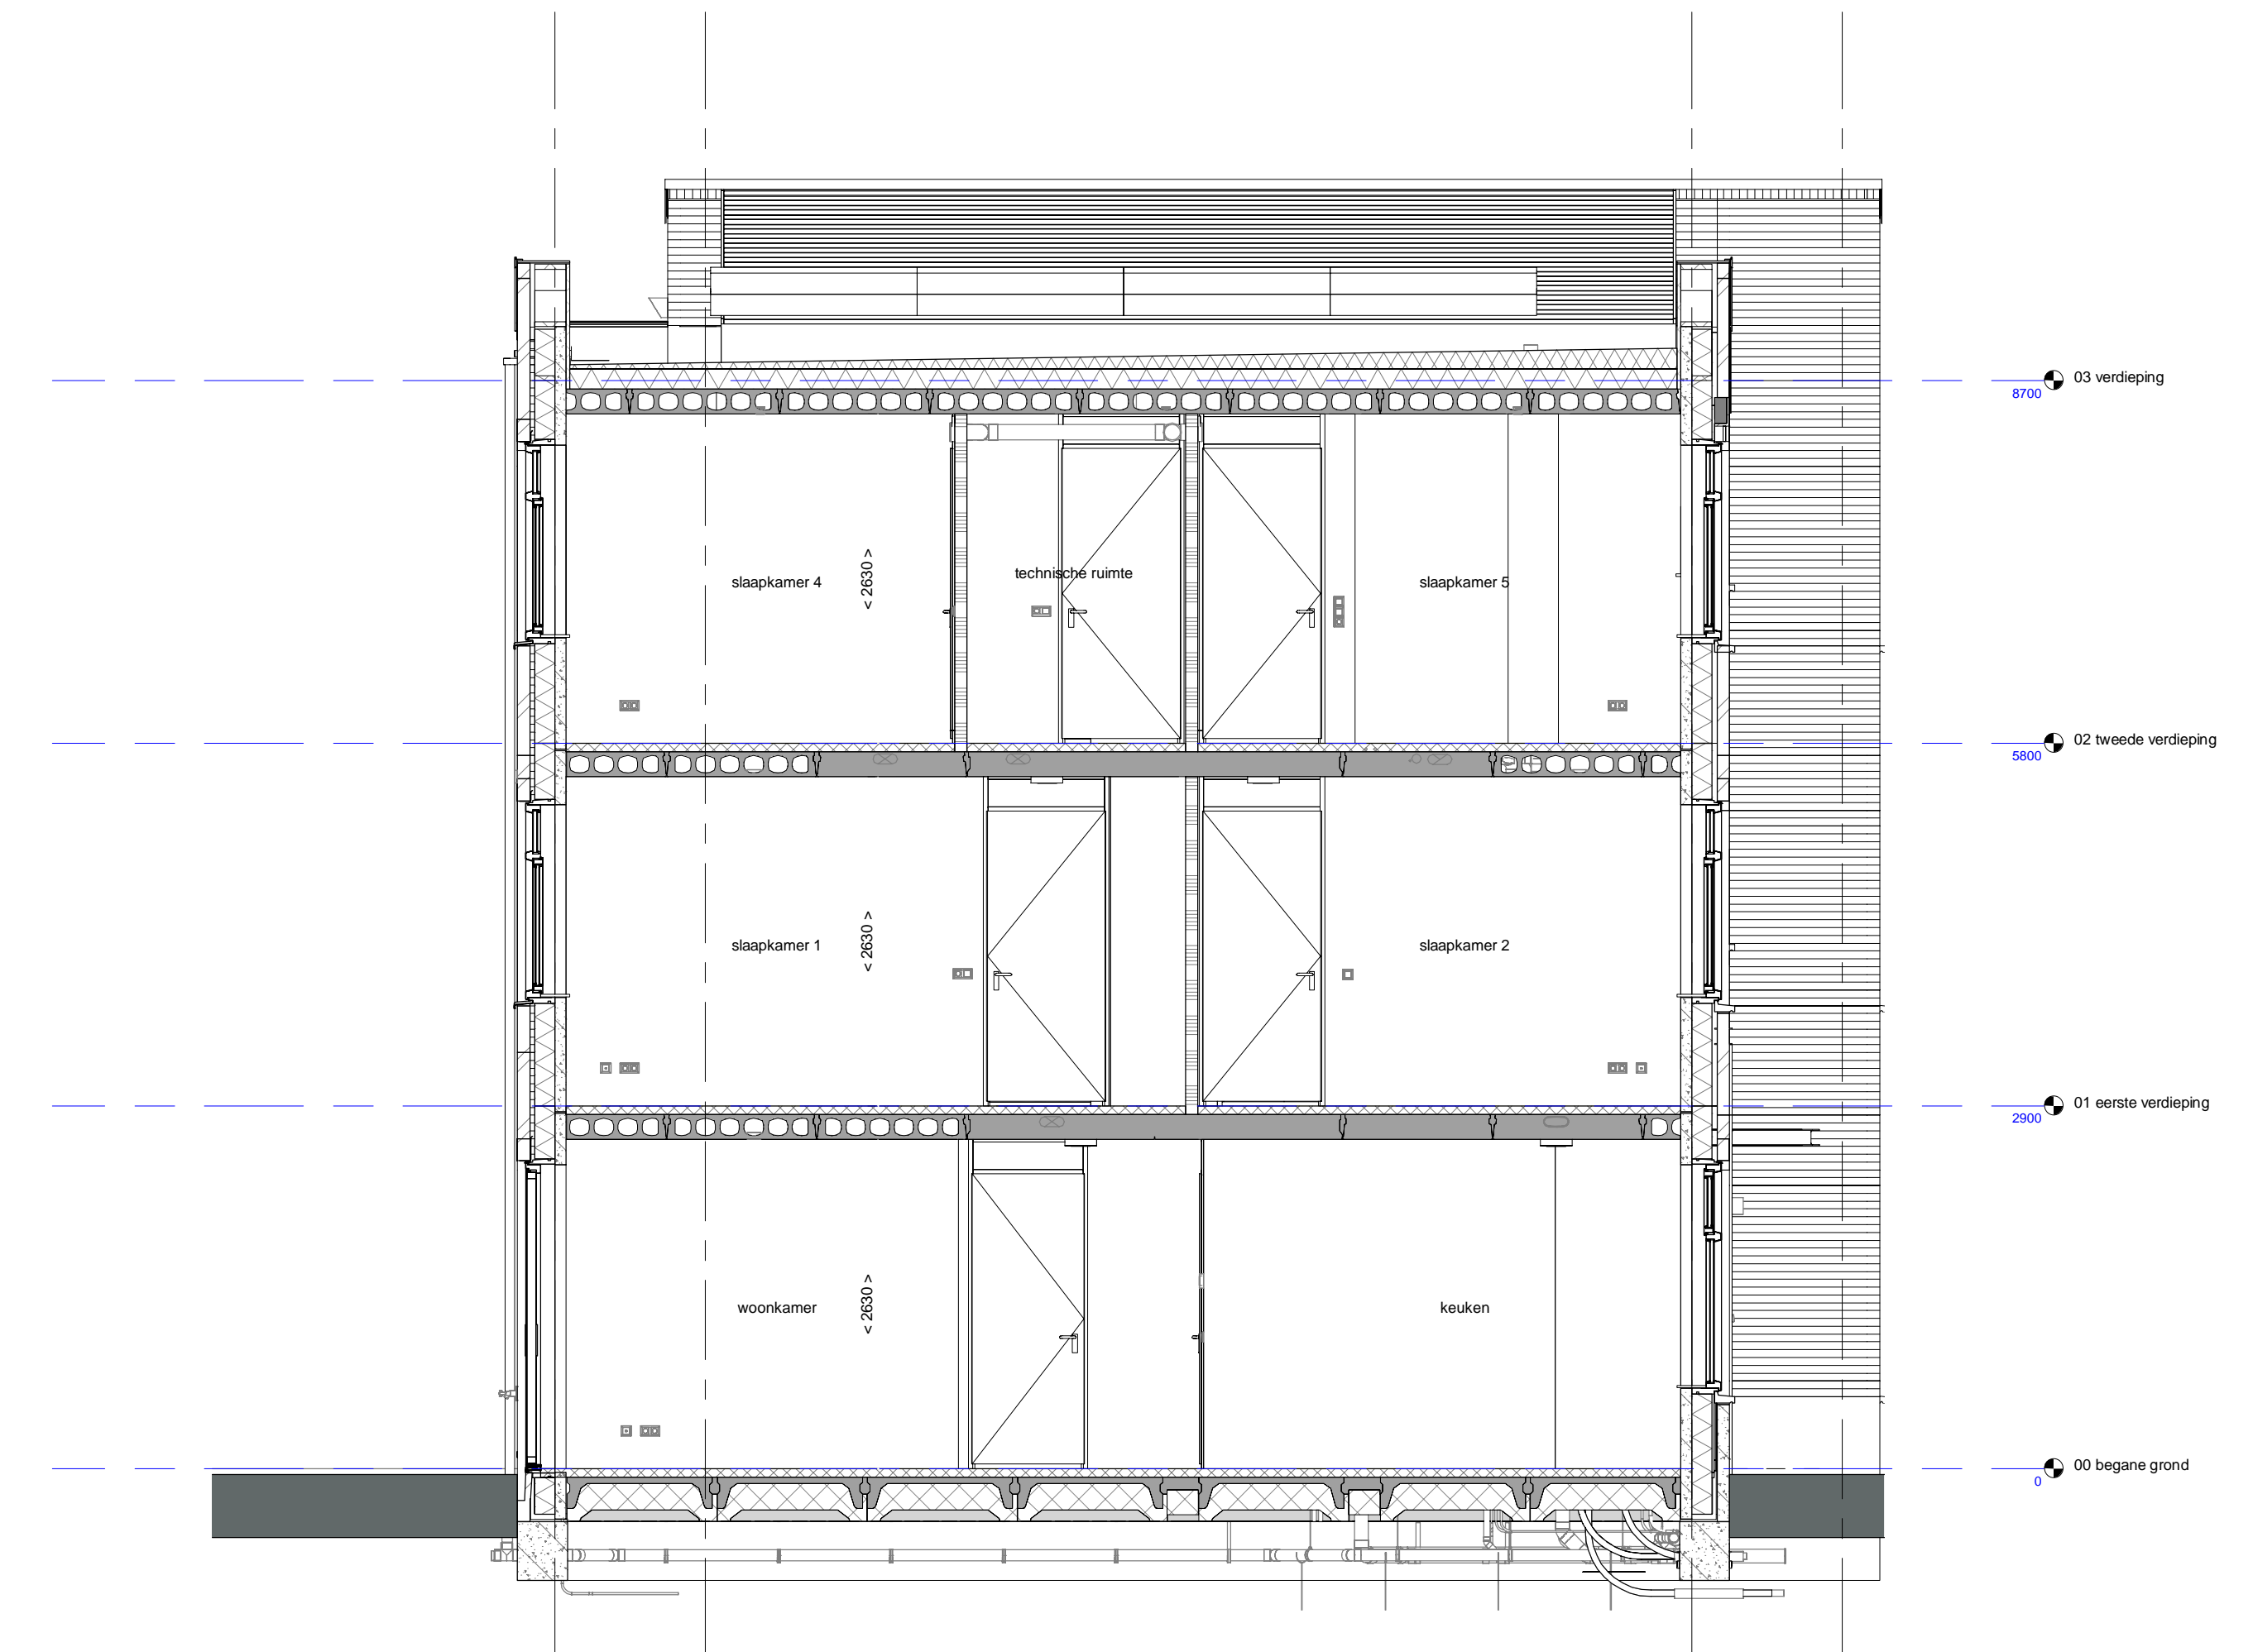 03 verdieping
8700
technische ruimte
slaapkamer 4
< 2630 >
slaapkamer 5
02 tweede verdieping
5800
slaapkamer 1
< 2630 >
slaapkamer 2
01 eerste verdieping
2900
woonkamer
< 2630 >
keuken
00 begane grond
0